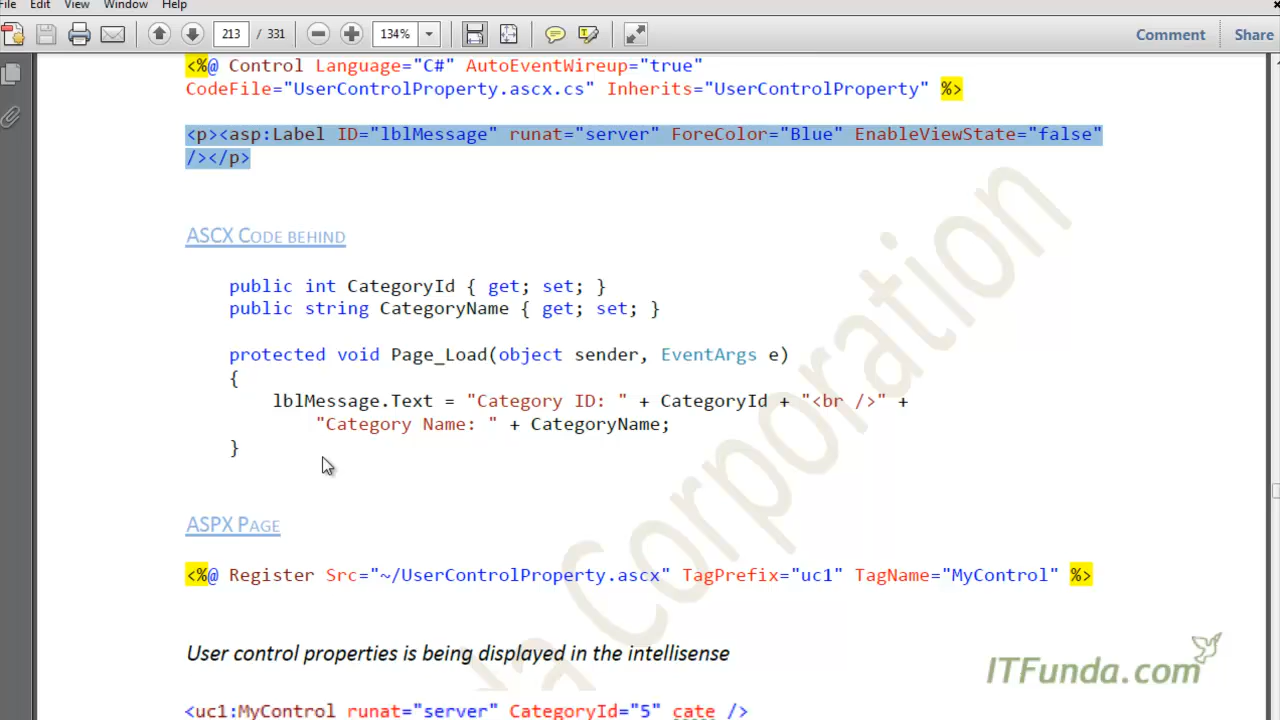 File Edit View Window Help
213 / 331 134% Comment Share
<%@ Control Language="C#" AutoEventWireup="true"
CodeFile="UserControlProperty.ascx.cs" Inherits="UserControlProperty" %>
<p><asp:Label ID="lblMessage" runat="server" ForeColor="Blue" EnableViewState="false"
/></p>
ASCX CODE BEHIND
public int CategoryId { get; set; }
public string CategoryName { get; set; }
protected void Page_Load(object sender, EventArgs e)
{
lblMessage.Text = "Category ID: " + CategoryId + "<br />" +
"Category Name: " + CategoryName;
}
ASPX PAGE
<%@ Register Src="~/UserControlProperty.ascx" TagPrefix="uc1" TagName="MyControl" %>
User control properties is being displayed in the intellisense
<uc1:MyControl runat="server" CategoryId="5" cate />
Corporation
ITFunda.com